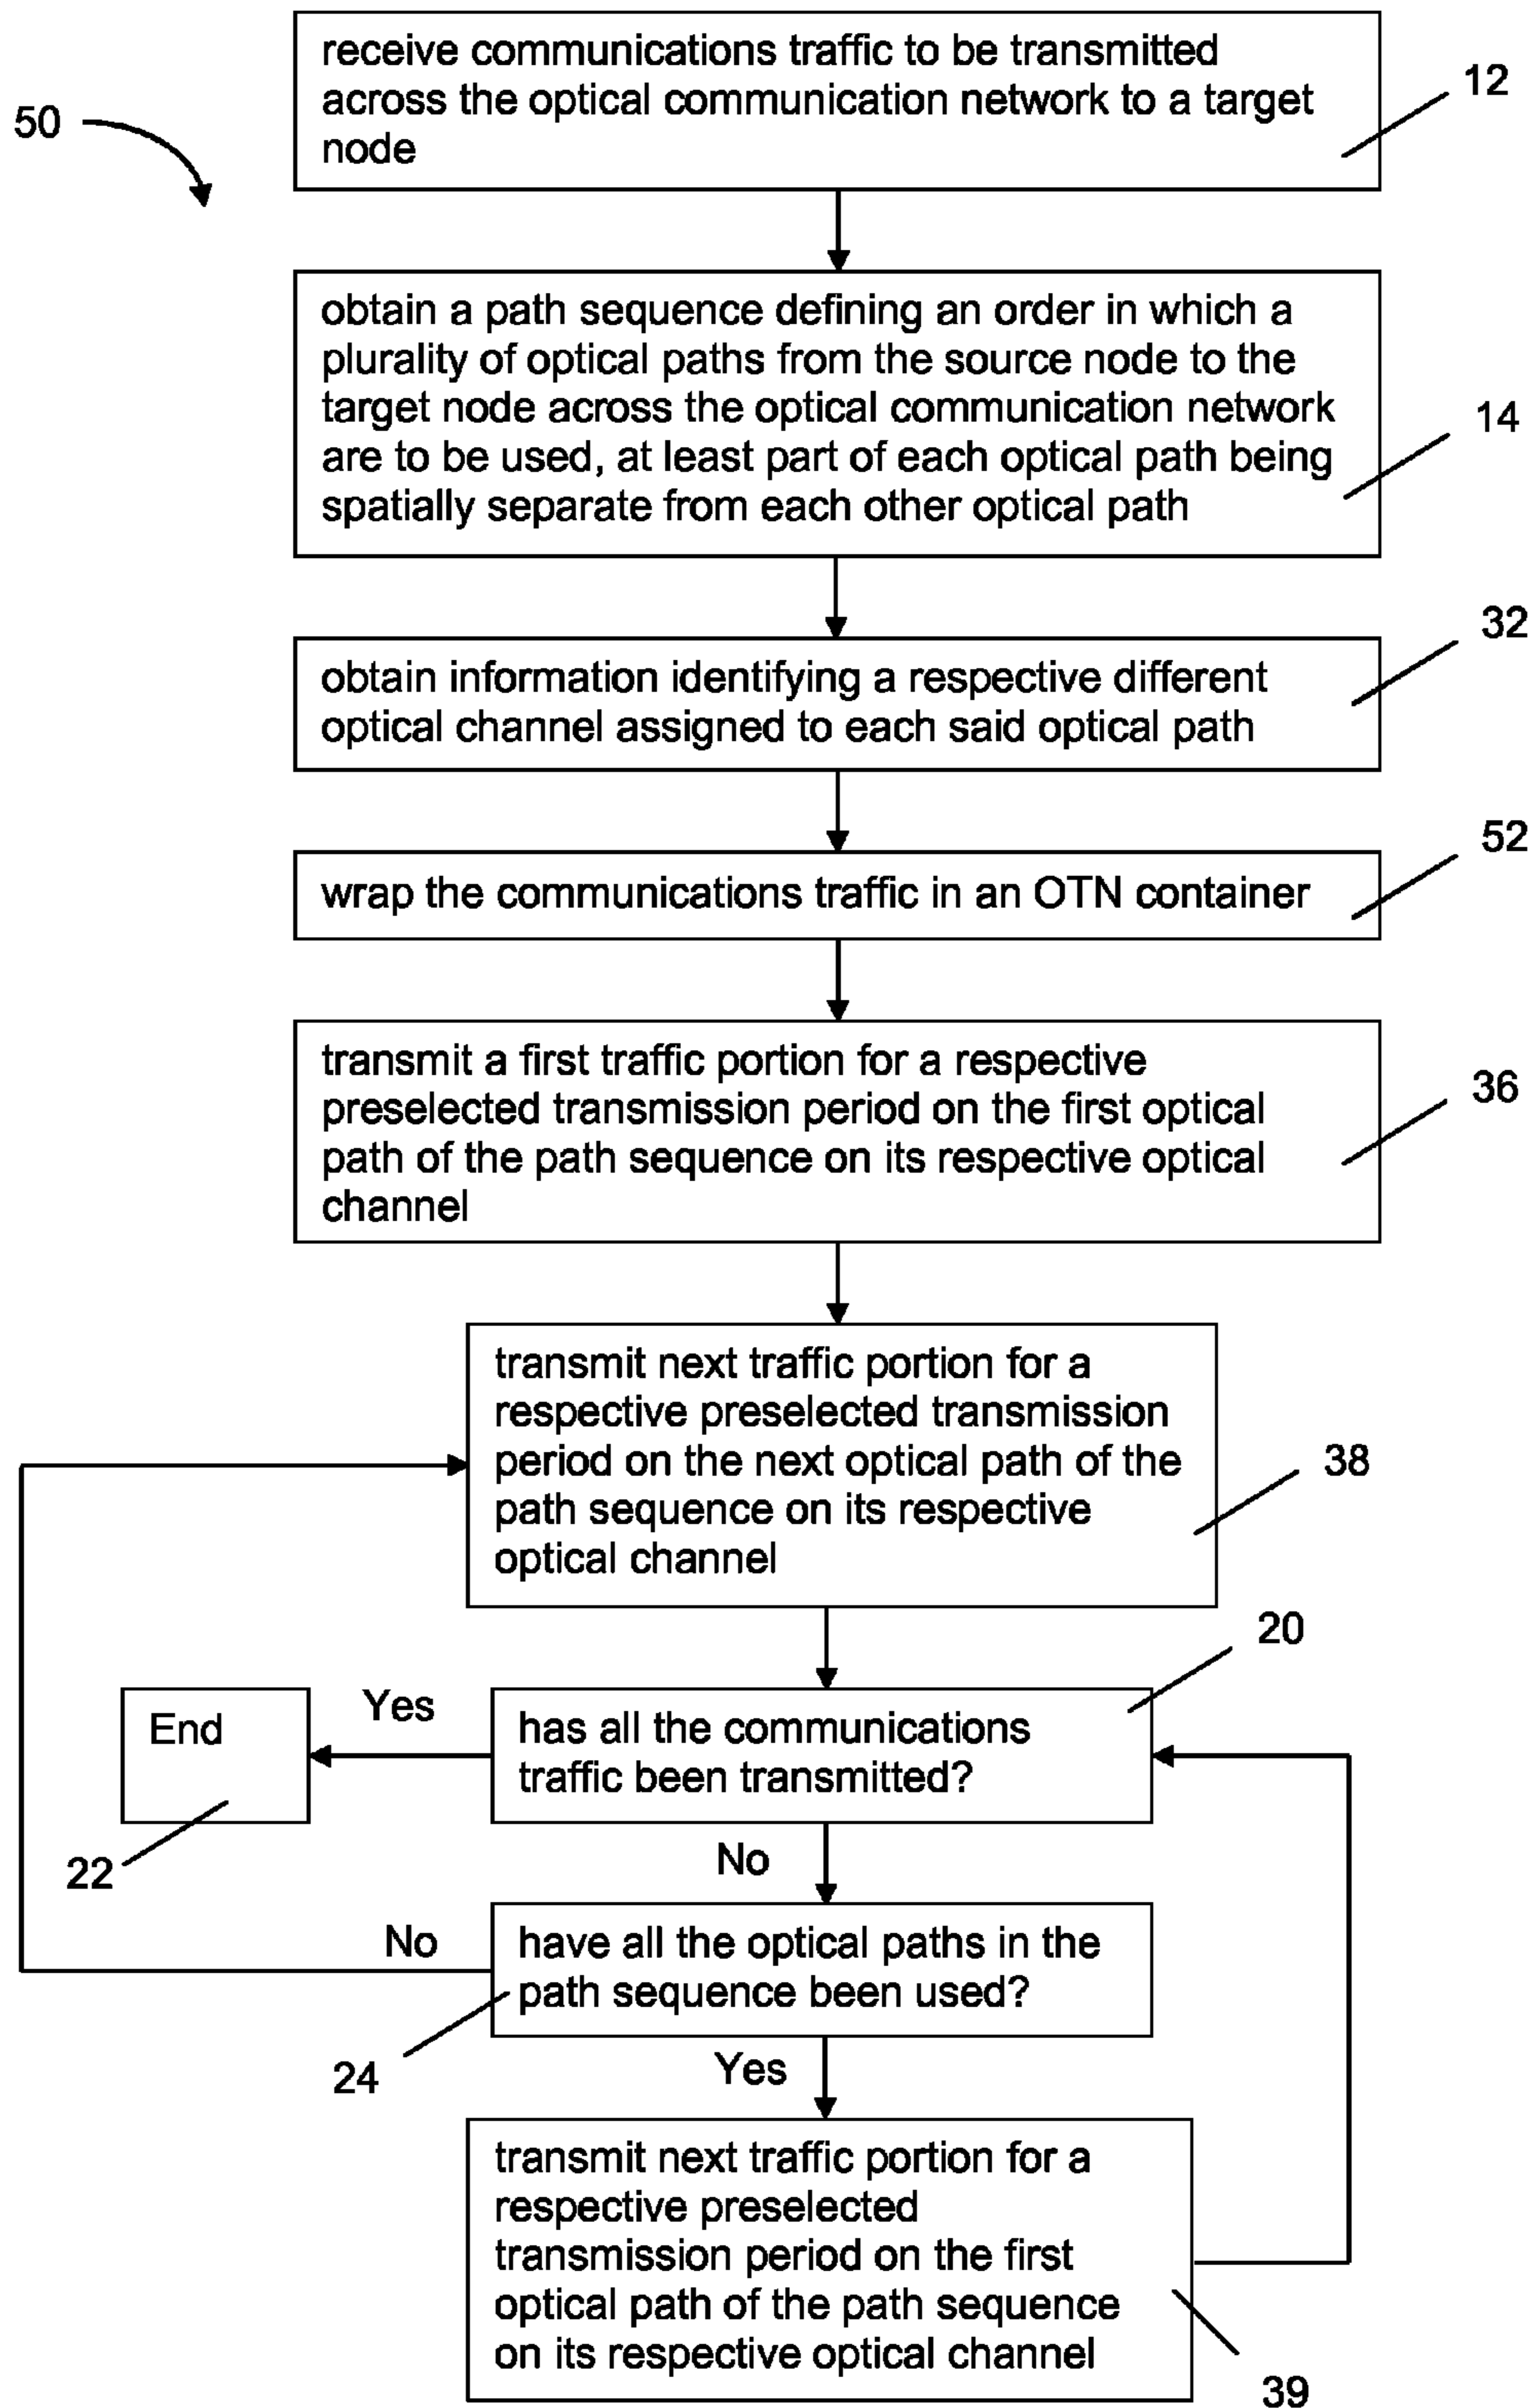 receive communications traffic to be transmitted
across the optical communication network to a target
node
12
50
obtain a path sequence defining an order in which a
plurality of optical paths from the source node to the
target node across the optical communication network
are to be used, at least part of each optical path being
spatially separate from each other optical path
14
obtain information identifying a respective different
optical channel assigned to each said optical path
32
wrap the communications traffic in an OTN container
52
transmit a first traffic portion for a respective
preselected transmission period on the first optical
path of the path sequence on its respective optical
channel
36
transmit next traffic portion for a
respective preselected transmission
period on the next optical path of the
path sequence on its respective
optical channel
38
20
End
Yes
has all the communications
traffic been transmitted?
22
No
No
have all the optical paths in the
path sequence been used?
24
Yes
transmit next traffic portion for a
respective preselected
transmission period on the first
optical path of the path sequence
on its respective optical channel
39